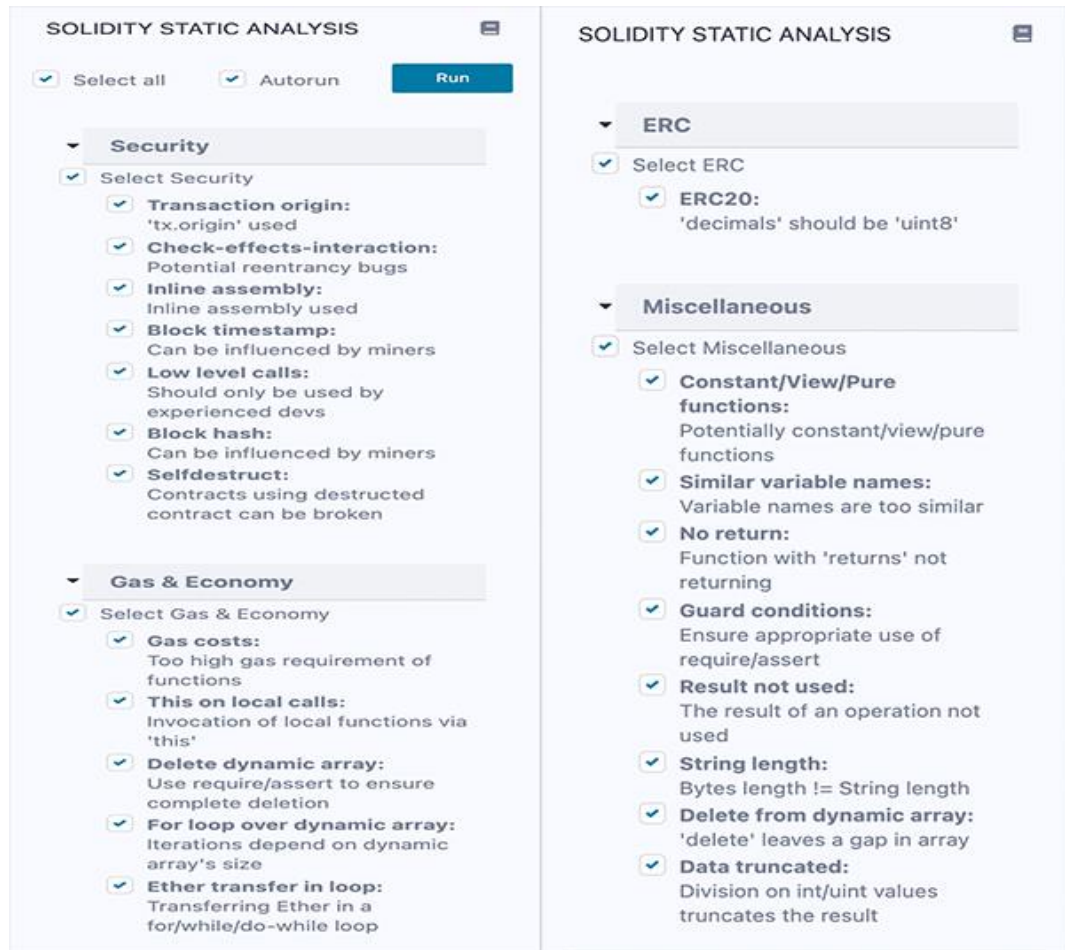 SOLIDITY STATIC ANALYSIS
Select all
Autorun
Run
Security
Select Security
Transaction origin:
'tx.origin' used
Check-effects-interaction:
Potential reentrancy bugs
Inline assembly:
Inline assembly used
Block timestamp:
Can be influenced by miners
Low level calls:
Should only be used by
experienced devs
Block hash:
Can be influenced by miners
Selfdestruct:
Contracts using destructed
contract can be broken
Gas & Economy
Select Gas & Economy
Gas costs:
Too high gas requirement of
functions
This on local calls:
Invocation of local functions via
'this'
Delete dynamic array:
Use require/assert to ensure
complete deletion
For loop over dynamic array:
Iterations depend on dynamic
array's size
Ether transfer in loop:
Transferring Ether in a
for/while/do-while loop
SOLIDITY STATIC ANALYSIS
ERC
Select ERC
ERC20:
'decimals' should be 'uint8'
Miscellaneous
Select Miscellaneous
Constant/View/Pure
functions:
Potentially constant/view/pure
functions
Similar variable names:
Variable names are too similar
No return:
Function with 'returns' not
returning
Guard conditions:
Ensure appropriate use of
require/assert
Result not used:
The result of an operation not
used
String length:
Bytes length != String length
Delete from dynamic array:
'delete' leaves a gap in array
Data truncated:
Division on int/uint values
truncates the result